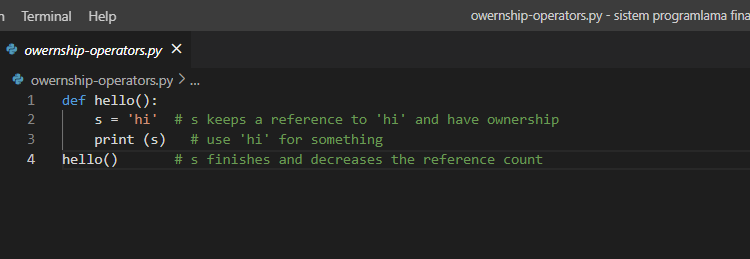 Terminal Help owernship-operators.py - sistem programlama fina
owernship-operators.py ×
owernship-operators.py > ...
1 def hello():
2 s = 'hi' # s keeps a reference to 'hi' and have ownership
3 print (s) # use 'hi' for something
4 hello() # s finishes and decreases the reference count